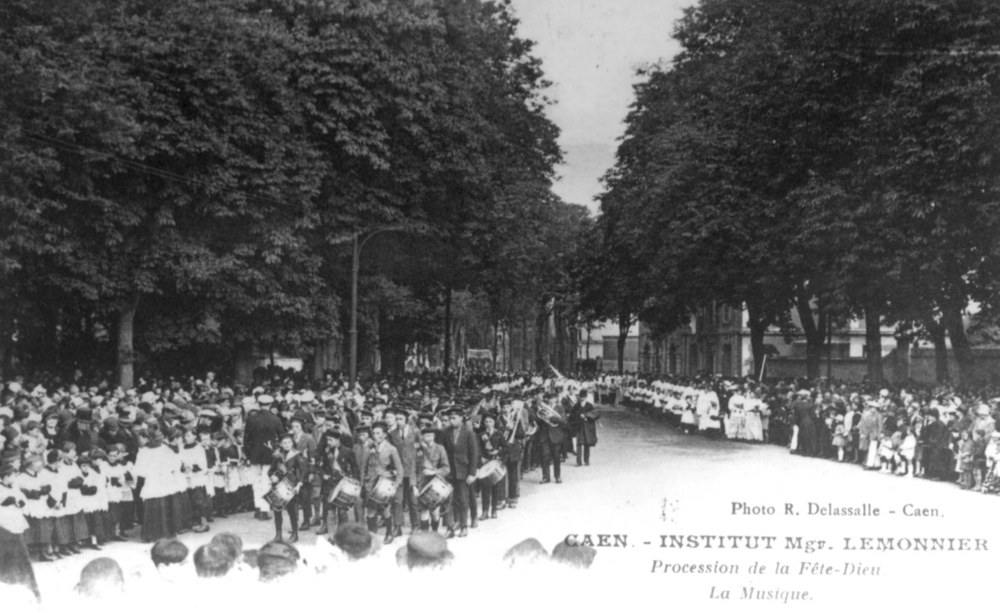 Photo R. Delassalle - Caen.
CAEN. - INSTITUT Mgr. LEMONNIER
Procession de la Fête-Dieu.
La Musique.